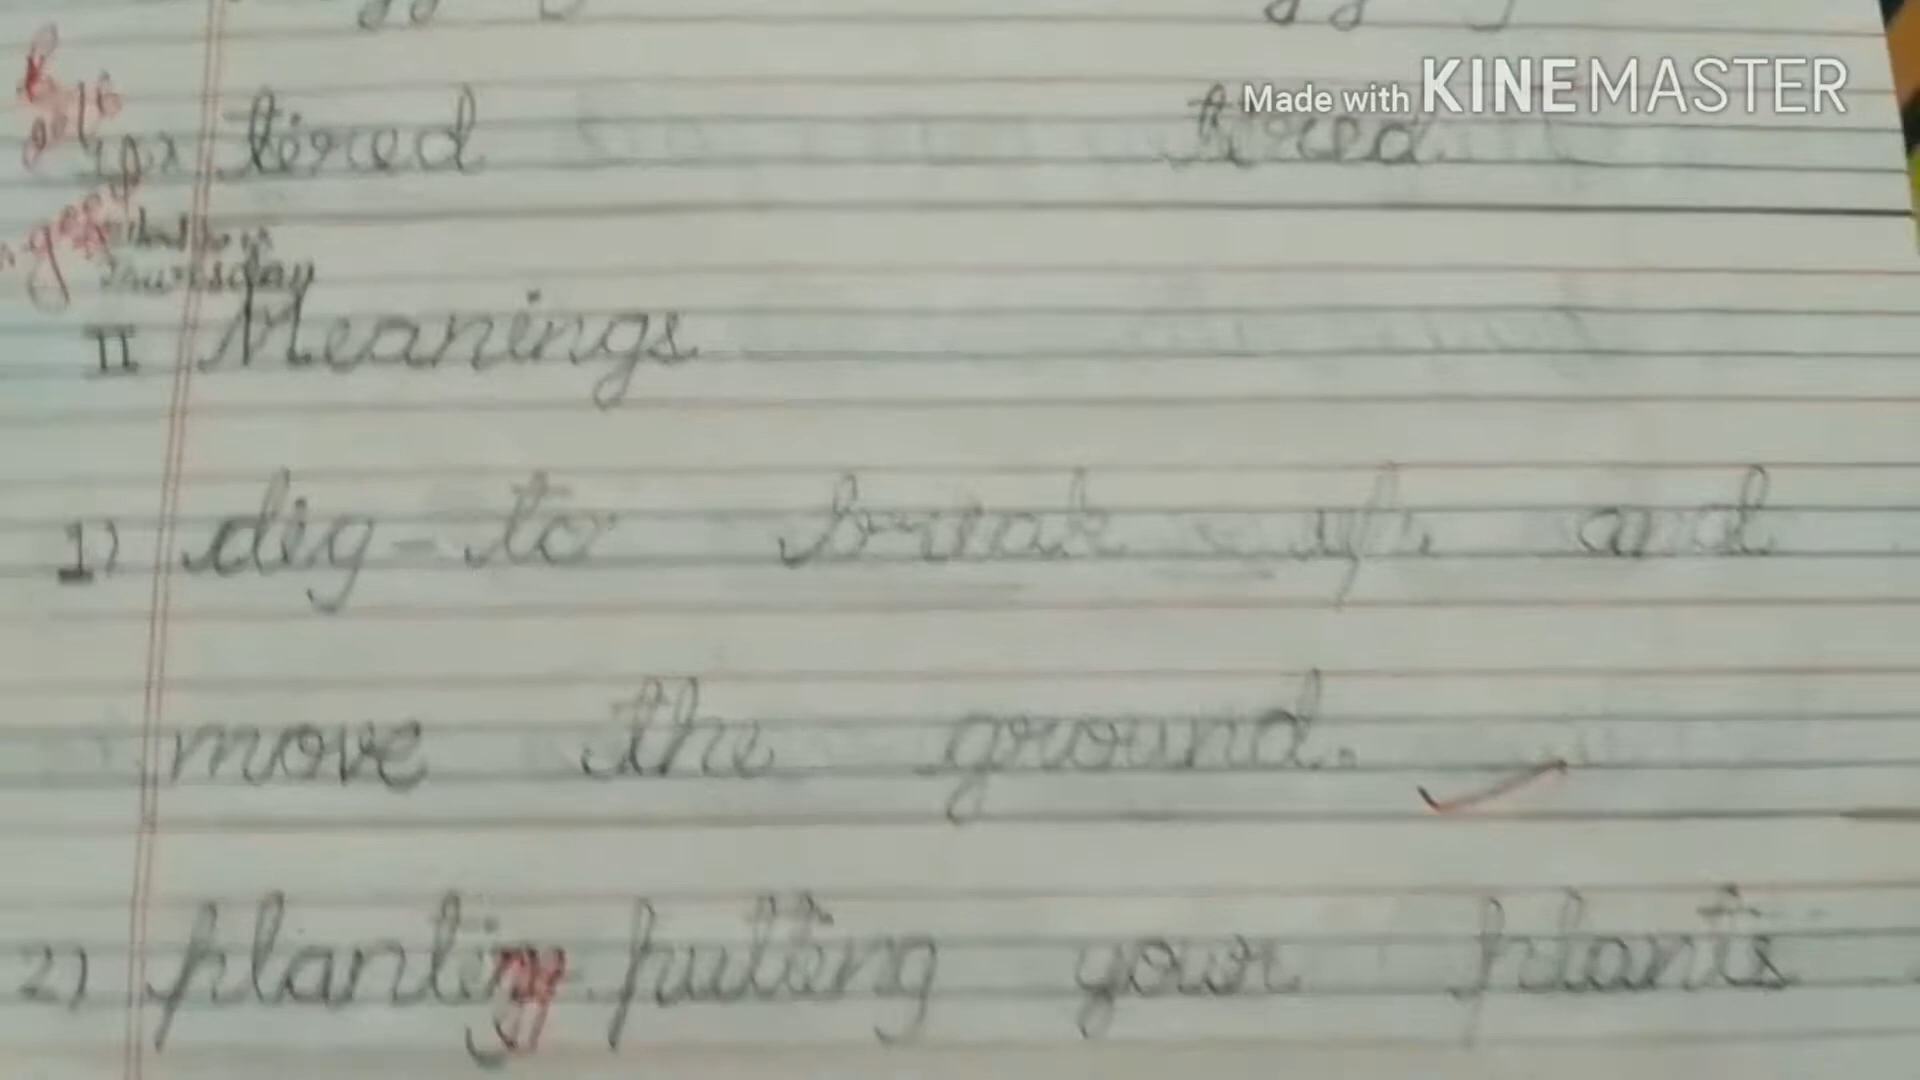 Made with KINEMASTER
tired tired
Thursday
II Meanings
1) dig - to break up and
move the ground.
2) planting putting your plants